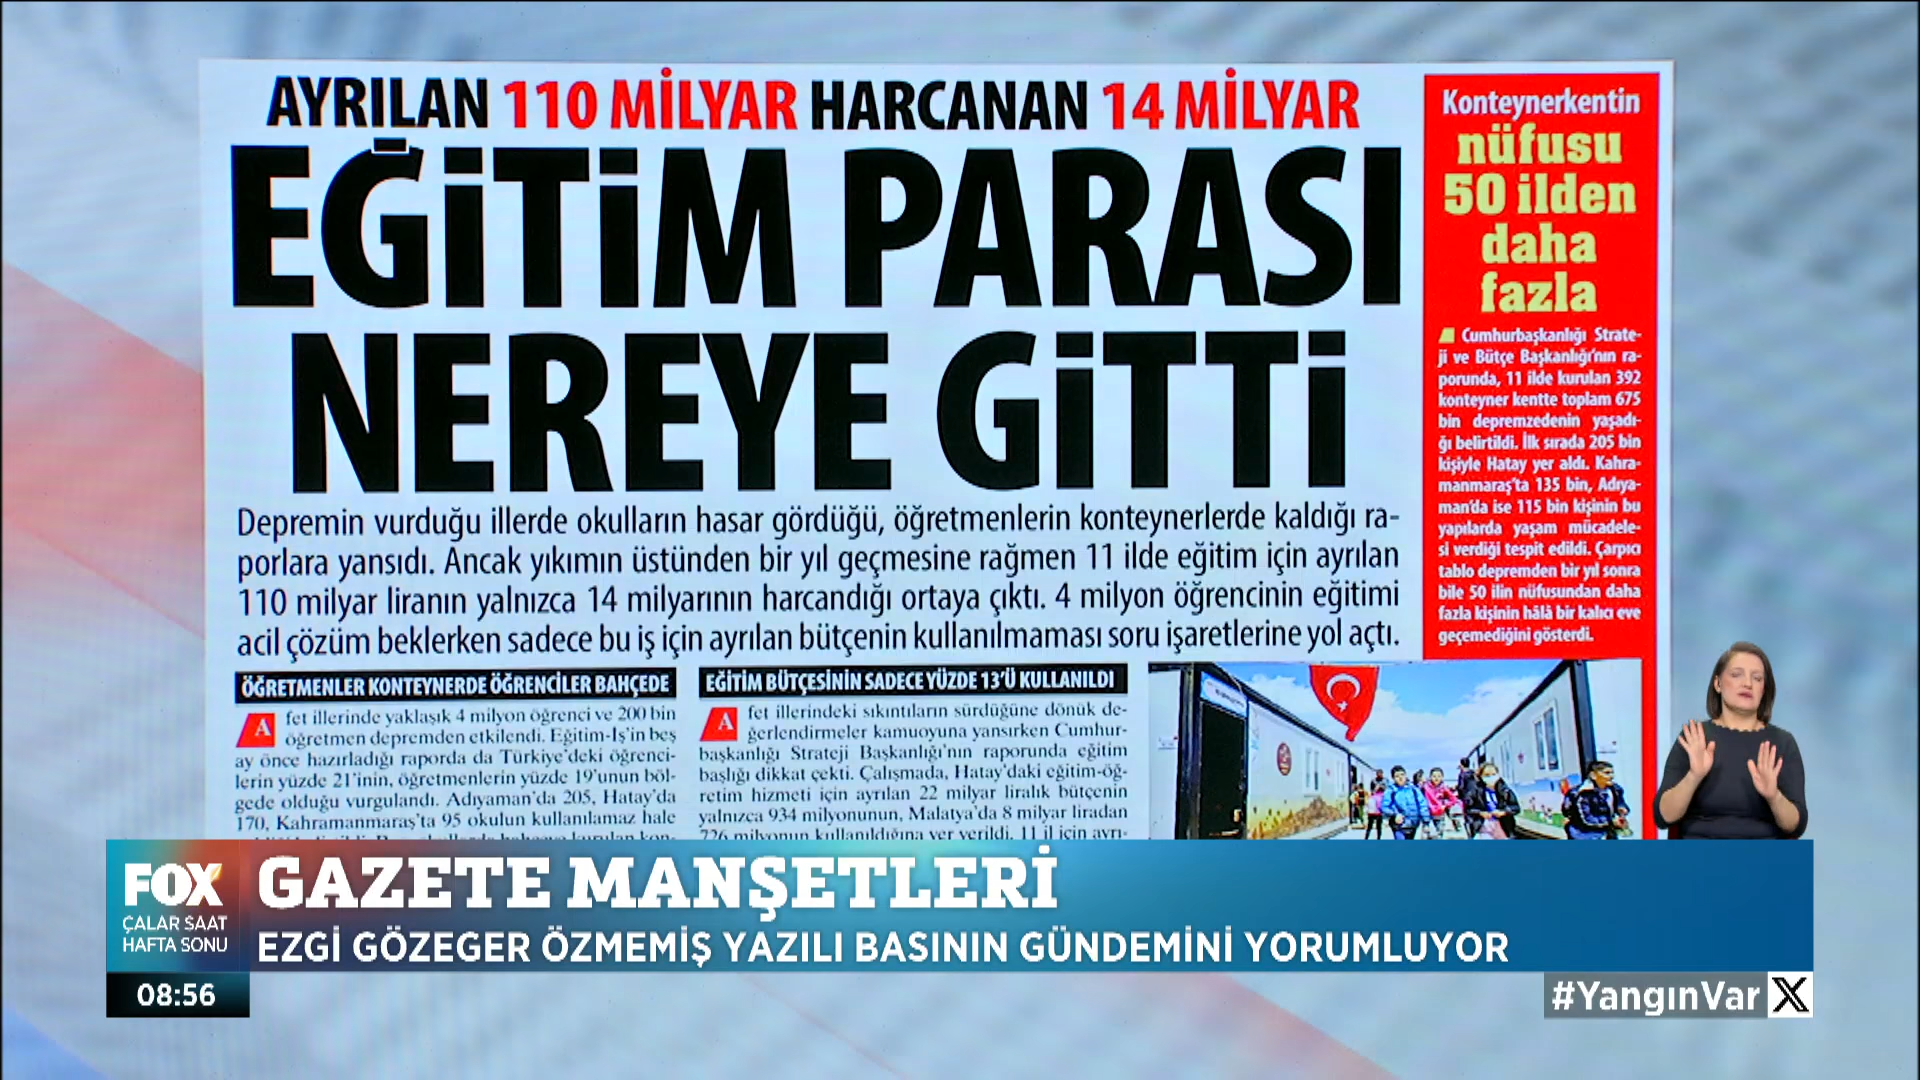 AYRILAN 110 MİLYAR HARCANAN 14 MİLYAR
EĞİTİM PARASI
NEREYE GİTTİ
Depremin vurduğu illerde okulların hasar gördüğü, öğretmenlerin konteynerlerde kaldığı ra-
porlara yansıdı. Ancak yıkımın üstünden bir yıl geçmesine rağmen 11 ilde eğitim için ayrılan
110 milyar liranın yalnızca 14 milyarının harcandığı ortaya çıktı. 4 milyon öğrencinin eğitimi
acil çözüm beklerken sadece bu iş için ayrılan bütçenin kullanılmaması soru işaretlerine yol açtı.
Konteynerkentin
nüfusu
50 ilden
daha
fazla
Cumhurbaşkanlığı Strate-
ji ve Bütçe Başkanlığı'nın ra-
porunda, 11 ilde kurulan 392
konteyner kentte toplam 675
bin depremzedenin yaşadı-
ğı belirtildi. İlk sırada 205 bin
kişiyle Hatay yer aldı. Kahra-
manmaraş'ta 135 bin, Adıya-
man'da ise 115 bin kişinin bu
yapılarda yaşam mücadele-
si verdiği tespit edildi. Çarpıcı
tablo depremden bir yıl sonra
bile 50 ilin nüfusundan daha
fazla kişinin hâlâ bir kalıcı eve
geçemediğini gösterdi.
ÖĞRETMENLER KONTEYNERDE ÖĞRENCİLER BAHÇEDE
Afet illerinde yaklaşık 4 milyon öğrenci ve 200 bin
öğretmen depremden etkilendi. Eğitim-İş'in beş
ay önce hazırladığı raporda da Türkiye'deki öğrenci-
lerin yüzde 21'inin, öğretmenlerin yüzde 19'unun böl-
gede olduğu vurgulandı. Adıyaman'da 205, Hatay'da
170, Kahramanmaraş'ta 95 okulun kullanılamaz hale
EĞİTİM BÜTÇESİNİN SADECE YÜZDE 13'Ü KULLANILDI
Afet illerindeki sıkıntıların sürdüğüne dönük de-
ğerlendirmeler kamuoyuna yansırken Cumhur-
başkanlığı Strateji Başkanlığı'nın raporunda eğitim
başlığı dikkat çekti. Çalışmada, Hatay'daki eğitim-öğ-
retim hizmeti için ayrılan 22 milyar liralık bütçenin
yalnızca 934 milyonunun, Malatya'da 8 milyar liradan
726 milyonun kullanıldığına yer verildi. 11 il için ayrı-
FOX
ÇALAR SAAT
HAFTA SONU
GAZETE MANŞETLERİ
EZGİ GÖZEGER ÖZMEMİŞ YAZILI BASININ GÜNDEMİNİ YORUMLUYOR
08:56
#YangınVar X